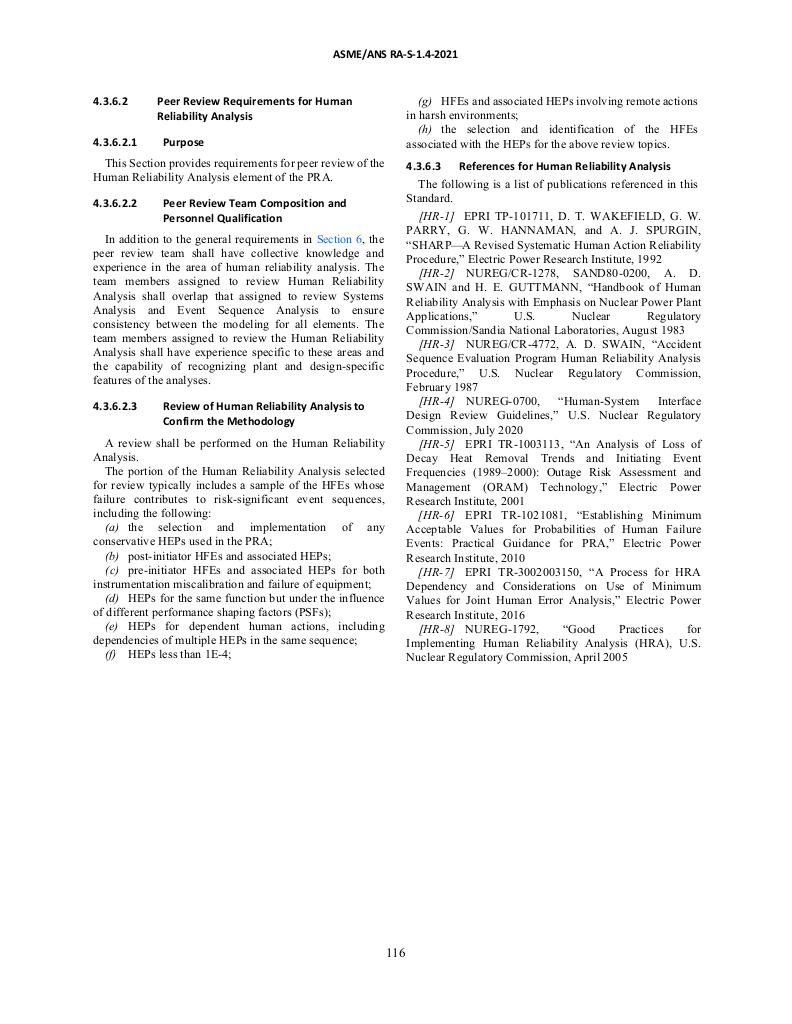 ASME/ANS RA-S-1.4-2021
4.3.6.2 Peer Review Requirements for Human
Reliability Analysis
4.3.6.2.1 Purpose
This Section provides requirements for peer review of the
Human Reliability Analysis element of the PRA.
4.3.6.2.2 Peer Review Team Composition and
Personnel Qualification
In addition to the general requirements in Section 6, the
peer review team shall have collective knowledge and
experience in the area of human reliability analysis. The
team members assigned to review Human Reliability
Analysis shall overlap that assigned to review Systems
Analysis and Event Sequence Analysis to ensure
consistency between the modeling for all elements. The
team members assigned to review the Human Reliability
Analysis shall have experience specific to these areas and
the capability of recognizing plant and design-specific
features of the analyses.
4.3.6.2.3 Review of Human Reliability Analysis to
Confirm the Methodology
A review shall be performed on the Human Reliability
Analysis.
The portion of the Human Reliability Analysis selected
for review typically includes a sample of the HFEs whose
failure contributes to risk-significant event sequences,
including the following:
(a) the selection and implementation of any
conservative HEPs used in the PRA;
(b) post-initiator HFEs and associated HEPs;
(c) pre-initiator HFEs and associated HEPs for both
instrumentation miscalibration and failure of equipment;
(d) HEPs for the same function but under the influence
of different performance shaping factors (PSFs);
(e) HEPs for dependent human actions, including
dependencies of multiple HEPs in the same sequence;
(f) HEPs less than 1E-4;
(g) HFEs and associated HEPs involving remote actions
in harsh environments;
(h) the selection and identification of the HFEs
associated with the HEPs for the above review topics.
4.3.6.3 References for Human Reliability Analysis
The following is a list of publications referenced in this
Standard.
[HR-1] EPRI TP-101711, D. T. WAKEFIELD, G. W.
PARRY, G. W. HANNAMAN, and A. J. SPURGIN,
“SHARP—A Revised Systematic Human Action Reliability
Procedure,” Electric Power Research Institute, 1992
[HR-2] NUREG/CR-1278, SAND80-0200, A. D.
SWAIN and H. E. GUTTMANN, “Handbook of Human
Reliability Analysis with Emphasis on Nuclear Power Plant
Applications,” U.S. Nuclear Regulatory
Commission/Sandia National Laboratories, August 1983
[HR-3] NUREG/CR-4772, A. D. SWAIN, “Accident
Sequence Evaluation Program Human Reliability Analysis
Procedure,” U.S. Nuclear Regulatory Commission,
February 1987
[HR-4] NUREG-0700, “Human-System Interface
Design Review Guidelines,” U.S. Nuclear Regulatory
Commission, July 2020
[HR-5] EPRI TR-1003113, “An Analysis of Loss of
Decay Heat Removal Trends and Initiating Event
Frequencies (1989–2000): Outage Risk Assessment and
Management (ORAM) Technology,” Electric Power
Research Institute, 2001
[HR-6] EPRI TR-1021081, “Establishing Minimum
Acceptable Values for Probabilities of Human Failure
Events: Practical Guidance for PRA,” Electric Power
Research Institute, 2010
[HR-7] EPRI TR-3002003150, “A Process for HRA
Dependency and Considerations on Use of Minimum
Values for Joint Human Error Analysis,” Electric Power
Research Institute, 2016
[HR-8] NUREG-1792, “Good Practices for
Implementing Human Reliability Analysis (HRA), U.S.
Nuclear Regulatory Commission, April 2005
116